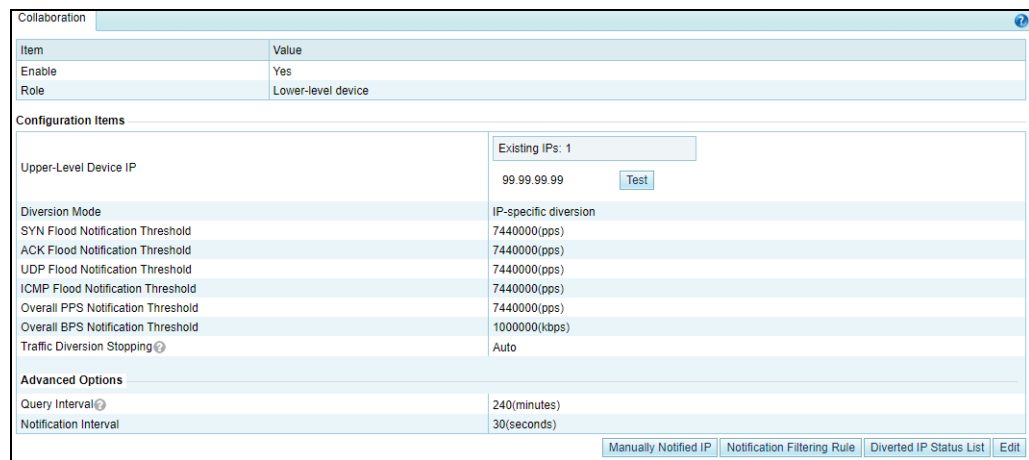 Collaboration
Item Value
Enable Yes
Role Lower-level device
Configuration Items
Existing IPs: 1
Upper-Level Device IP
99.99.99.99 Test
Diversion Mode IP-specific diversion
SYN Flood Notification Threshold 7440000(pps)
ACK Flood Notification Threshold 7440000(pps)
UDP Flood Notification Threshold 7440000(pps)
ICMP Flood Notification Threshold 7440000(pps)
Overall PPS Notification Threshold 7440000(pps)
Overall BPS Notification Threshold 1000000(kbps)
Traffic Diversion Stopping Auto
Advanced Options
Query Interval 240(minutes)
Notification Interval 30(seconds)
Manually Notified IP Notification Filtering Rule Diverted IP Status List Edit